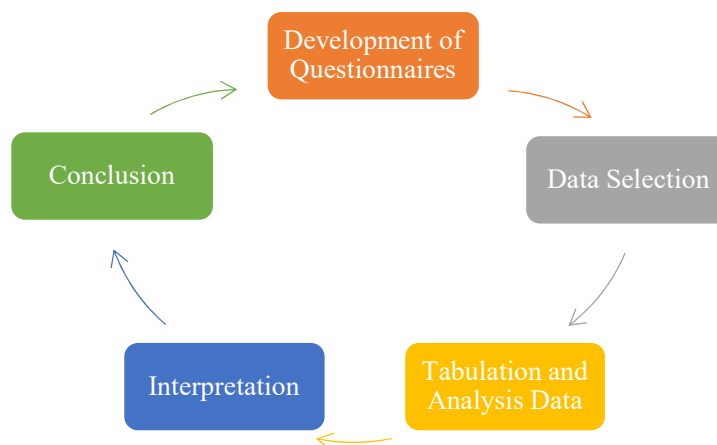 Development of
Questionnaires
Data Selection
Tabulation and
Analysis Data
Interpretation
Conclusion